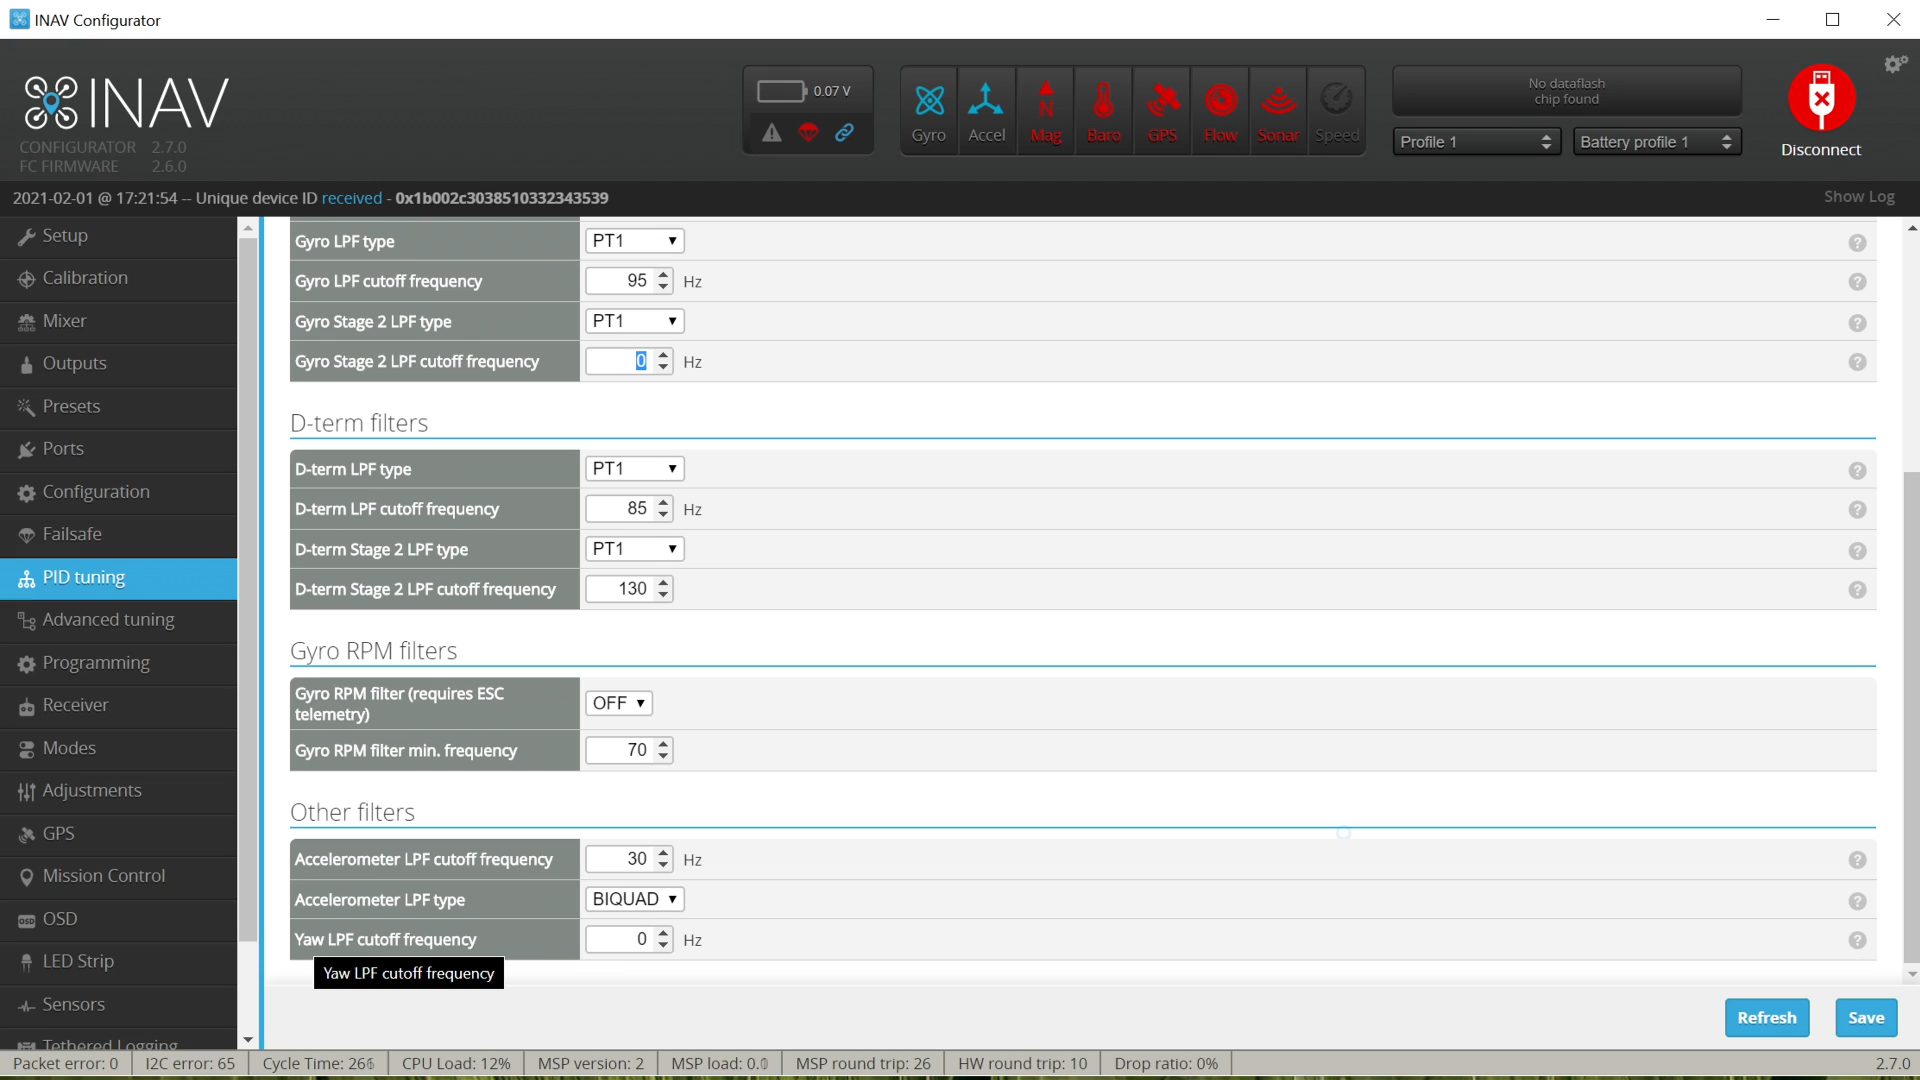 INAV Configurator
INAV
CONFIGURATOR 2.7.0
FC FIRMWARE 2.6.0
0.07 V
Gyro
Accel
Mag
Baro
GPS
Flow
Sonar
Speed
No dataflash
chip found
Profile 1
Battery profile 1
Disconnect
2021-02-01 @ 17:21:54 -- Unique device ID received - 0x1b002c3038510332343539
Show Log
Setup
Calibration
Mixer
Outputs
Presets
Ports
Configuration
Failsafe
PID tuning
Advanced tuning
Programming
Receiver
Modes
Adjustments
GPS
Mission Control
OSD
LED Strip
Sensors
Tethered Logging
Gyro LPF type PT1
Gyro LPF cutoff frequency 95 Hz
Gyro Stage 2 LPF type PT1
Gyro Stage 2 LPF cutoff frequency 0 Hz
D-term filters
D-term LPF type PT1
D-term LPF cutoff frequency 85 Hz
D-term Stage 2 LPF type PT1
D-term Stage 2 LPF cutoff frequency 130
Gyro RPM filters
Gyro RPM filter (requires ESC
telemetry) OFF
Gyro RPM filter min. frequency 70
Other filters
Accelerometer LPF cutoff frequency 30 Hz
Accelerometer LPF type BIQUAD
Yaw LPF cutoff frequency 0 Hz
Yaw LPF cutoff frequency
Refresh
Save
Packet error: 0 I2C error: 65 Cycle Time: CPU Load: 12% MSP version: 2 MSP load: MSP round trip: 26 HW round trip: 10 Drop ratio: 0% 2.7.0